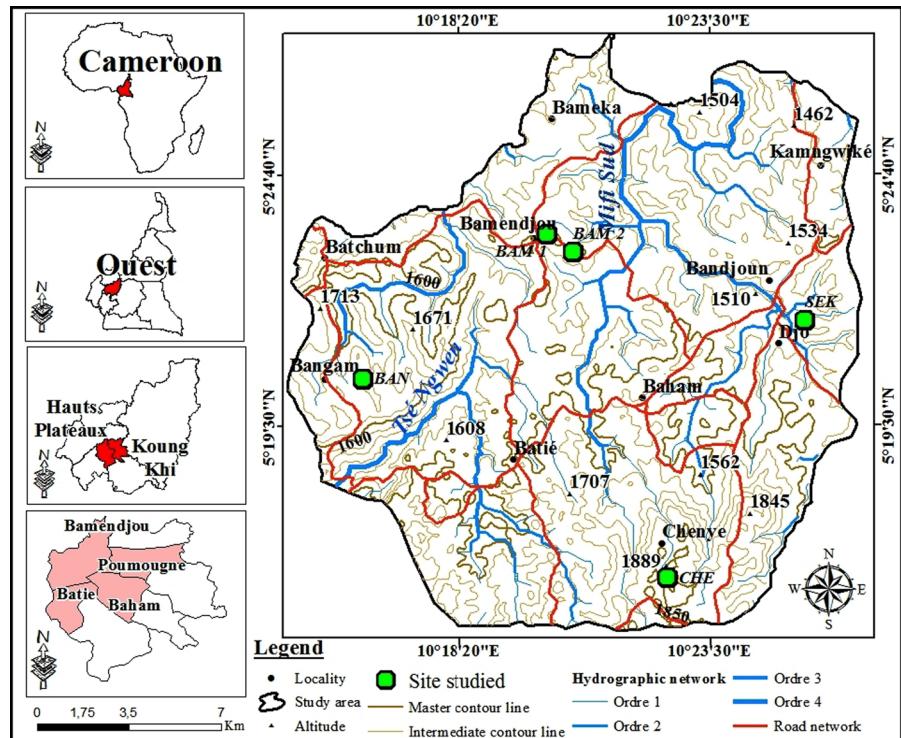 Cameroon
N
Ouest
N
Hauts
Plateaux
Koung
Khi
N
Bamendjou
Poumougne
Batie
Baham
N
0 1,75 3,5 7
Km
10°18'20"E 10°23'30"E
5°24'40"N
5°19'30"N
5°24'40"N
5°19'30"N
10°18'20"E 10°23'30"E
1504
1462
Bameka
Kamngwiké
Mifi Sud
Bamendjou
BAM 1
BAM 2
1534
Batchum
1600
Bandjoun
1713
1510
SEK
1671
Djo
Bangam
BAN
Tsé Ngwen
Baham
1600
1608
Batié
1562
1707
1845
Chenye
1889
CHE
1850
N
W E
S
Legend
Locality
Study area
Altitude
Site studied
Master contour line
Intermediate contour line
Hydrographic network
Ordre 1
Ordre 2
Ordre 3
Ordre 4
Road network